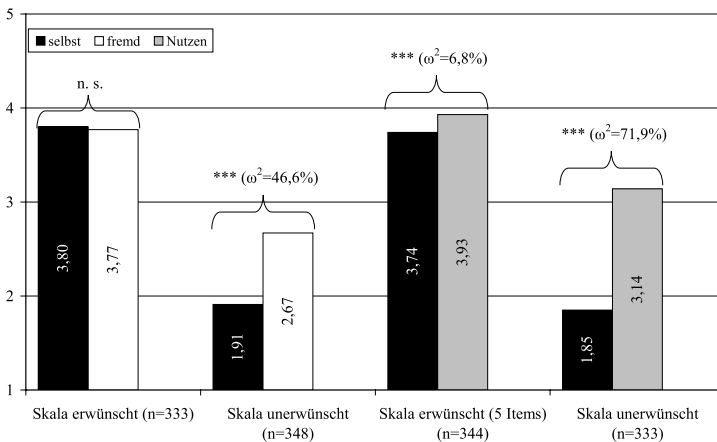 5
selbst fremd Nutzen
*** (ω²=6,8%)
n. s.
4
*** (ω²=71,9%)
*** (ω²=46,6%)
3
3,80
3,77
1,91
2,67
3,74
3,93
1,85
3,14
2
1
Skala erwünscht (n=333)
Skala unerwünscht
(n=348)
Skala erwünscht (5 Items)
(n=344)
Skala unerwünscht
(n=333)